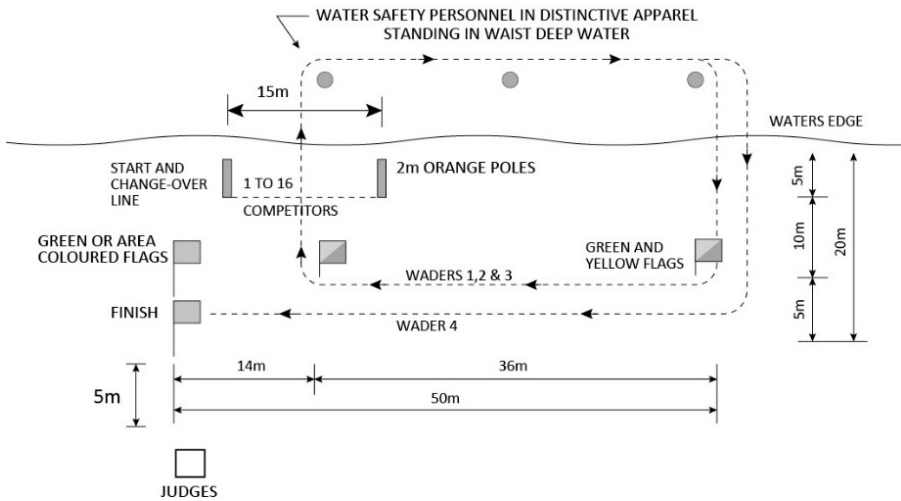 WATER SAFETY PERSONNEL IN DISTINCTIVE APPAREL
STANDING IN WAIST DEEP WATER
15m
WATERS EDGE
START AND
CHANGE-OVER
LINE
1 TO 16
COMPETITORS
2m ORANGE POLES
5m
10m
20m
5m
GREEN OR AREA
COLOURED FLAGS
GREEN AND
YELLOW FLAGS
WADERS 1,2 & 3
FINISH
WADER 4
14m
36m
5m
50m
JUDGES